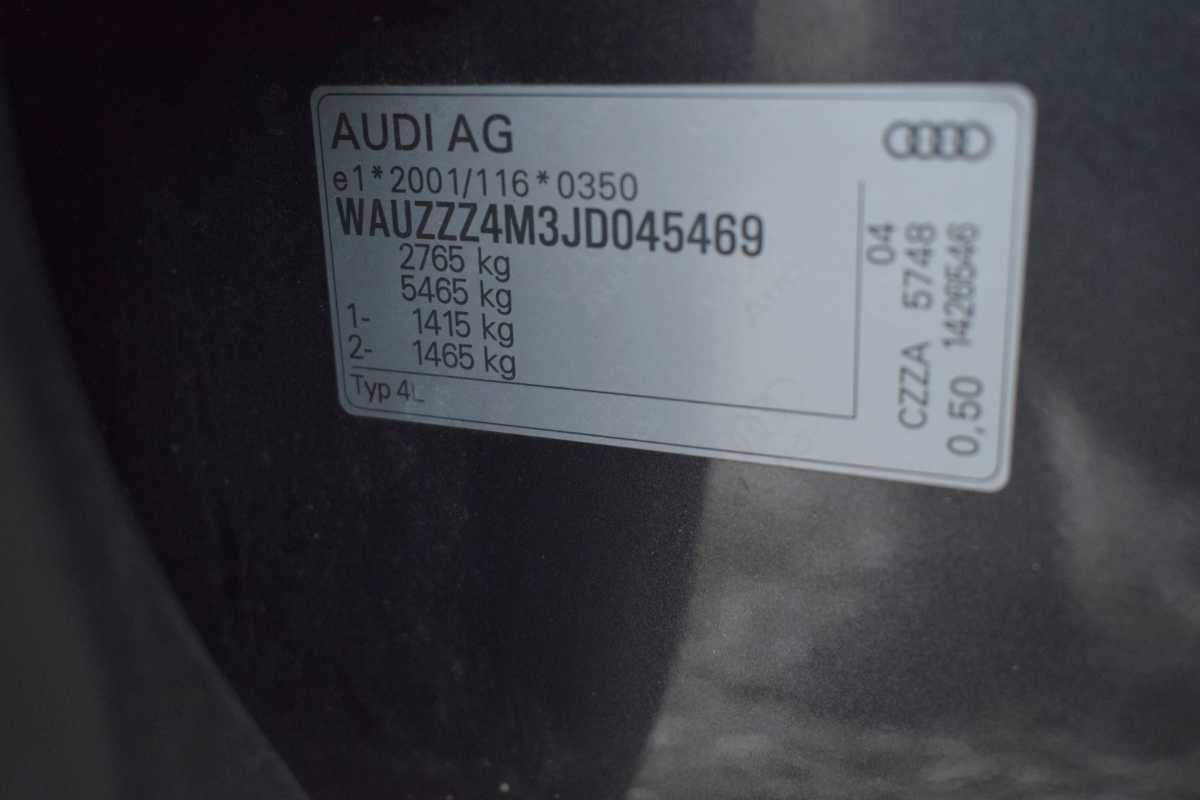 AUDI AG
e1*2001/116*0350
WAUZZZ4M3JD045469
2765 kg
5465 kg
1- 1415 kg
2- 1465 kg
Typ 4L
04
CZZA 5748
0,50 1426546